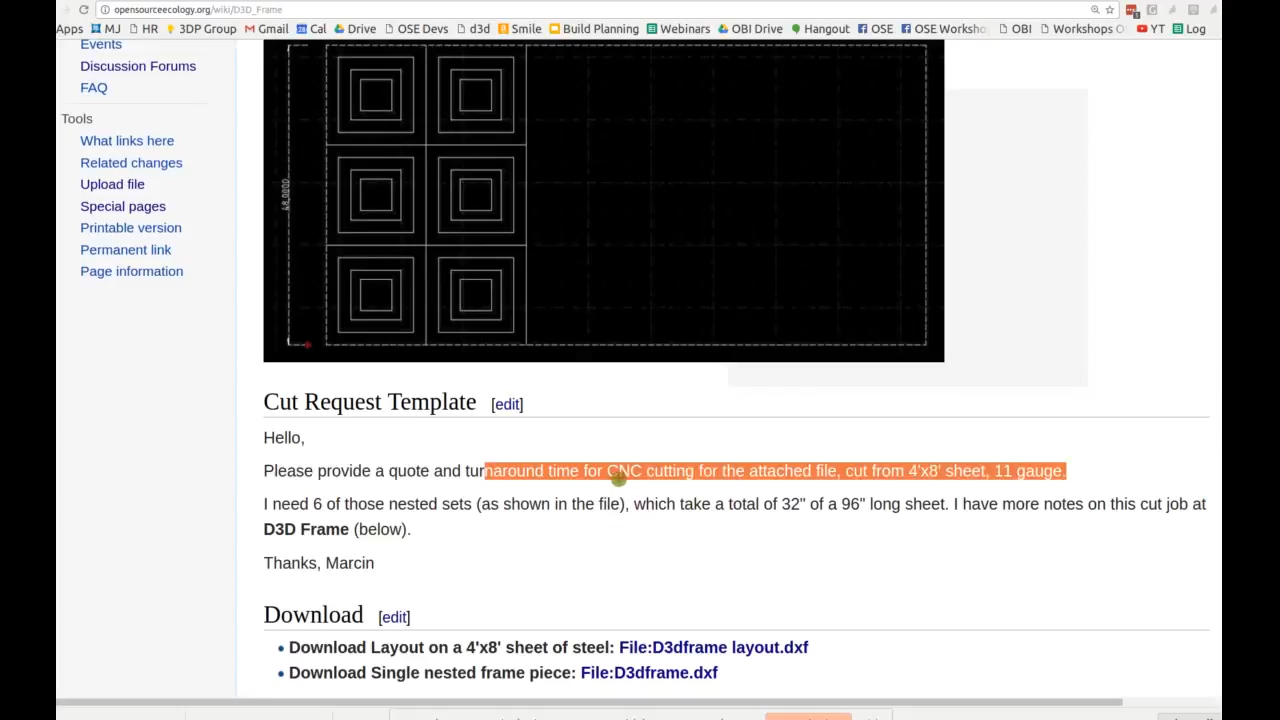 opensourceecology.org/wiki/D3D_Frame
Apps MJ HR 3DP Group Gmail Cal Drive OSE Devs d3d Smile Build Planning Webinars OBI Drive Hangout OSE OSE Worksho OBI Workshops O YT Log
Events
Discussion Forums
FAQ
Tools
What links here
Related changes
Upload file
Special pages
Printable version
Permanent link
Page information
48.0000
Cut Request Template [edit]
Hello,
Please provide a quote and turnaround time for CNC cutting for the attached file, cut from 4'x8' sheet, 11 gauge.
I need 6 of those nested sets (as shown in the file), which take a total of 32" of a 96" long sheet. I have more notes on this cut job at
D3D Frame (below).
Thanks, Marcin
Download [edit]
• Download Layout on a 4'x8' sheet of steel: File:D3dframe layout.dxf
• Download Single nested frame piece: File:D3dframe.dxf